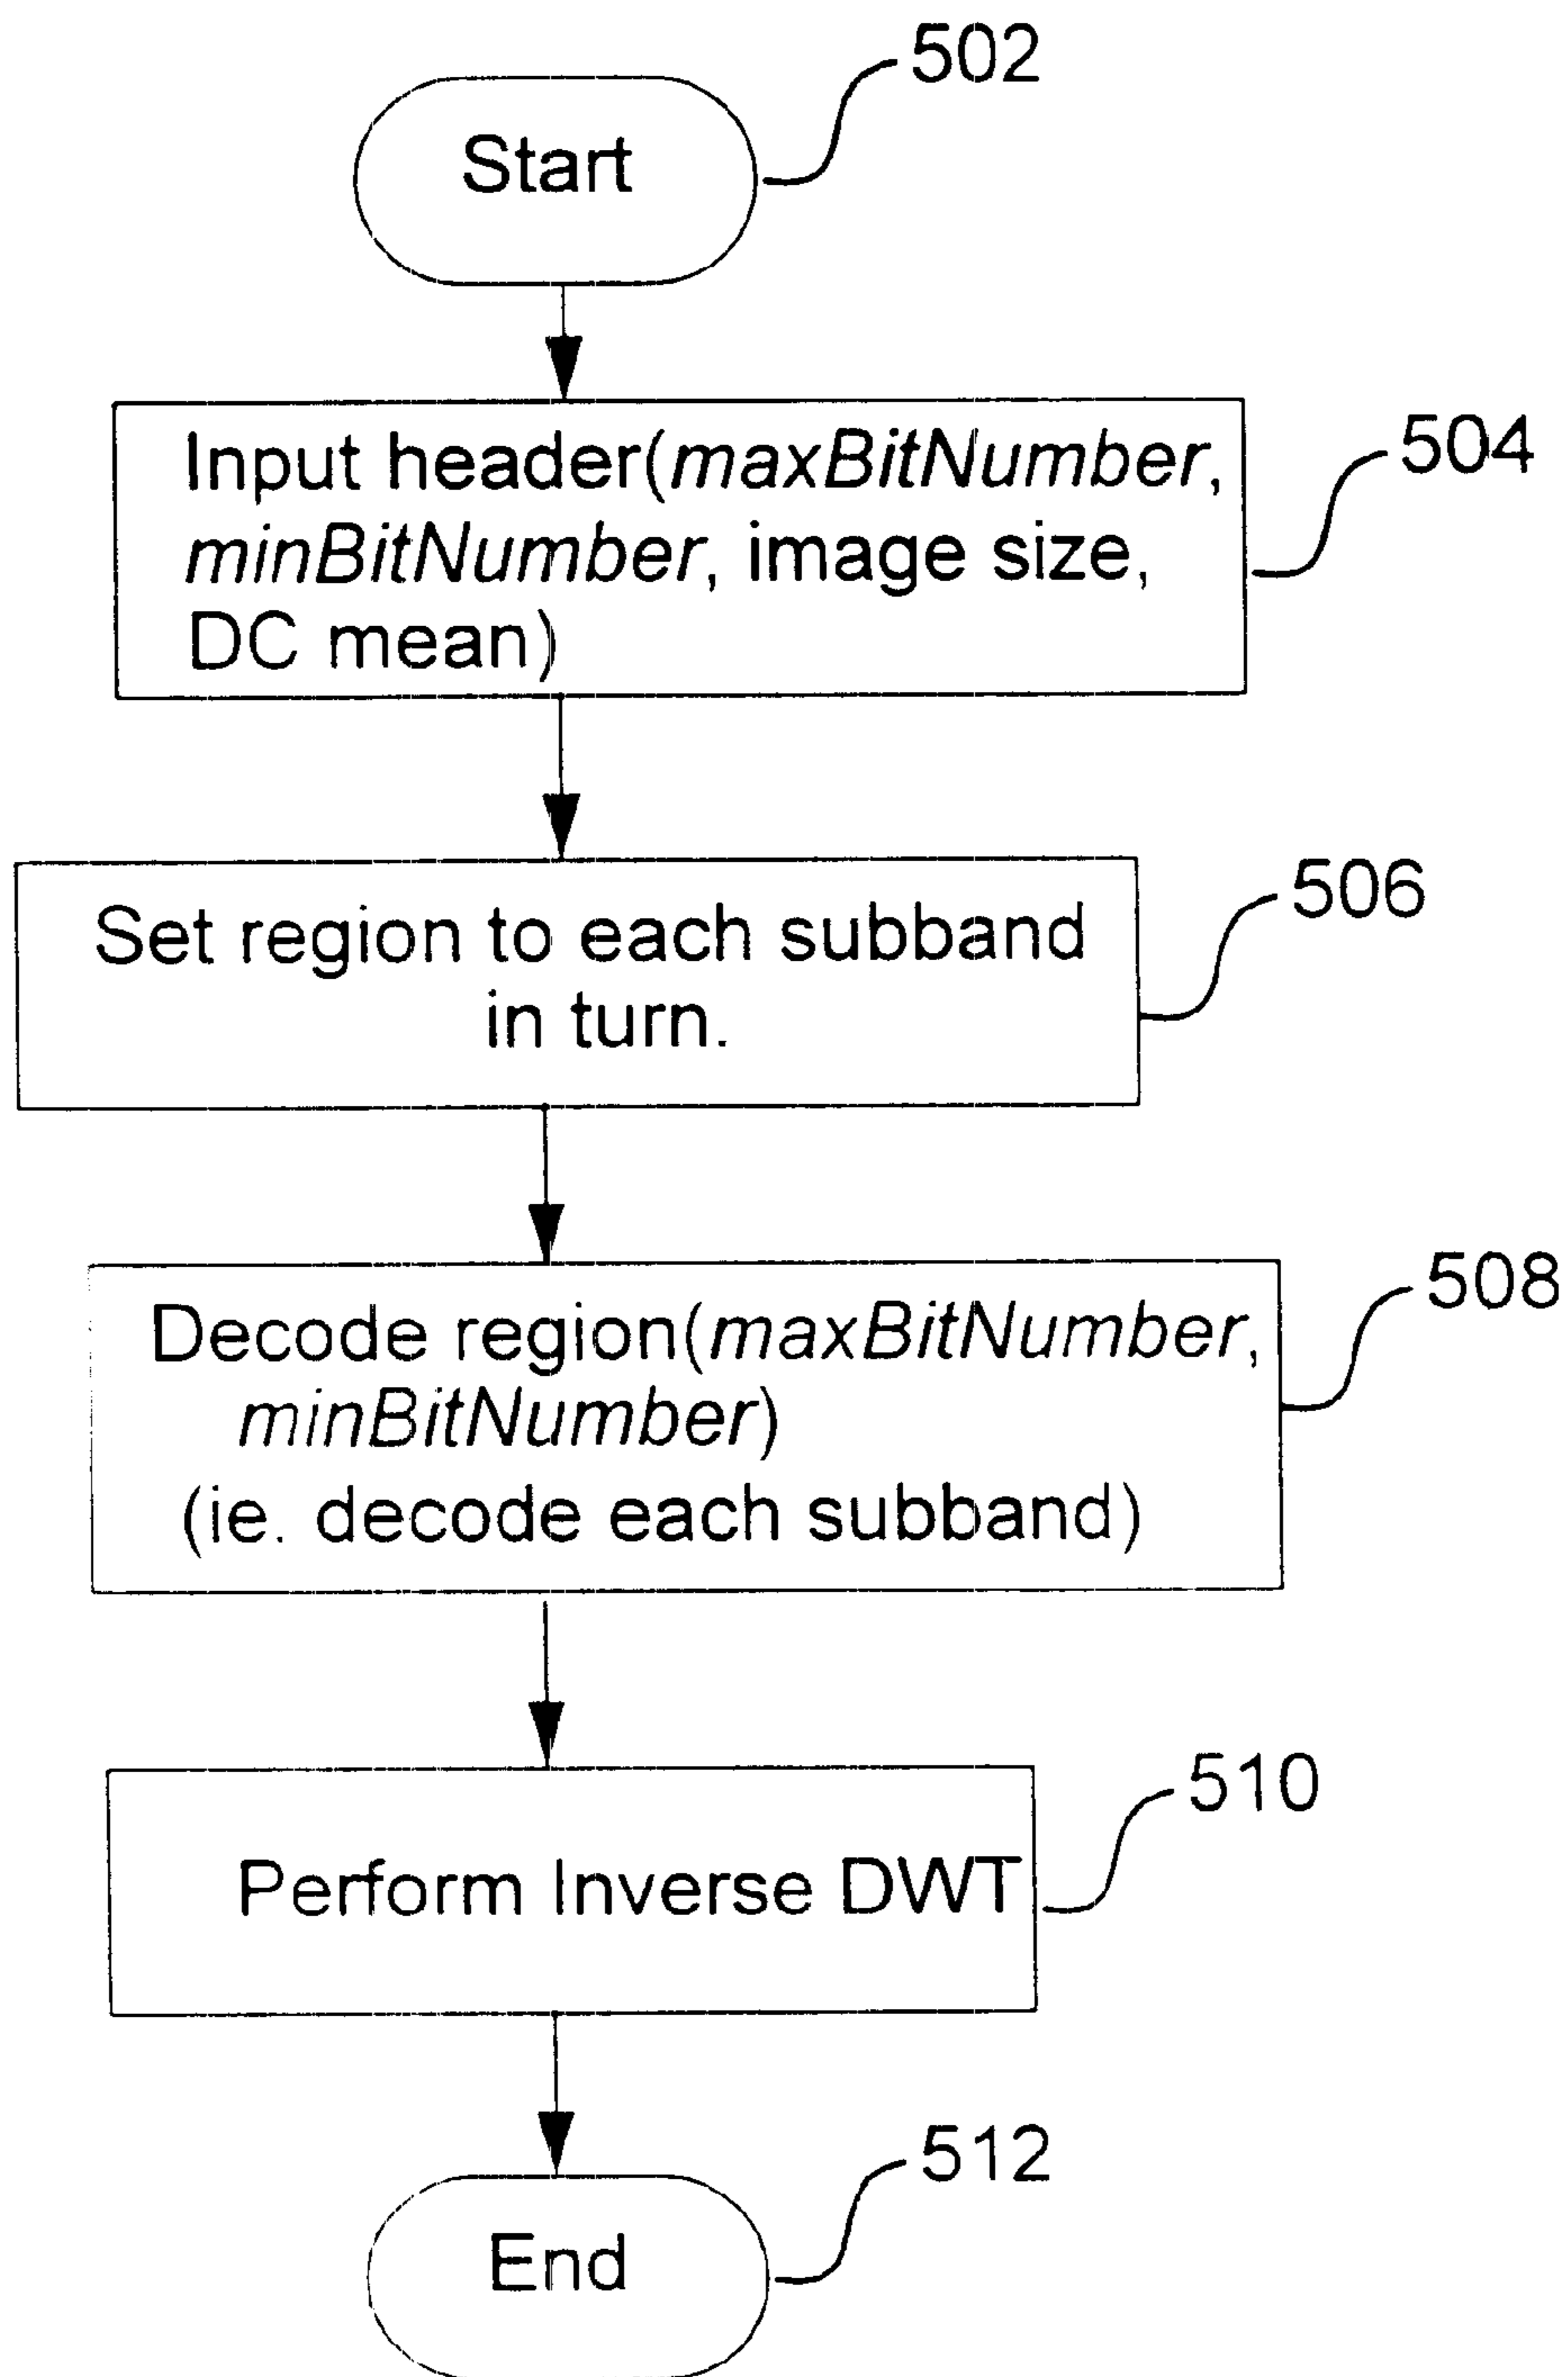 502
Start
Input header(maxBitNumber,
minBitNumber, image size,
DC mean)
504
Set region to each subband
in turn.
506
Decode region(maxBitNumber,
minBitNumber)
(ie. decode each subband)
508
Perform Inverse DWT
510
End
512